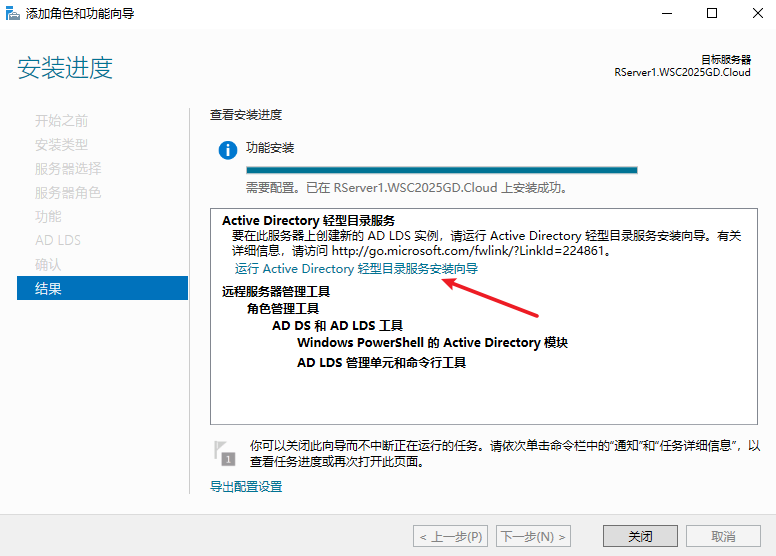 添加角色和功能向导
安装进度
目标服务器
RServer1.WSC2025GD.Cloud
开始之前
安装类型
服务器选择
服务器角色
功能
AD LDS
确认
结果
查看安装进度
功能安装
需要配置。已在 RServer1.WSC2025GD.Cloud 上安装成功。
Active Directory 轻型目录服务
要在此服务器上创建新的 AD LDS 实例，请运行 Active Directory 轻型目录服务安装向导。有关
详细信息，请访问 http://go.microsoft.com/fwlink/?LinkId=224861。
运行 Active Directory 轻型目录服务安装向导
远程服务器管理工具
角色管理工具
AD DS 和 AD LDS 工具
Windows PowerShell 的 Active Directory 模块
AD LDS 管理单元和命令行工具
1
你可以关闭此向导而不中断正在运行的任务。请依次单击命令栏中的“通知”和“任务详细信息”，以
查看任务进度或再次打开此页面。
导出配置设置
< 上一步(P)
下一步(N) >
关闭
取消